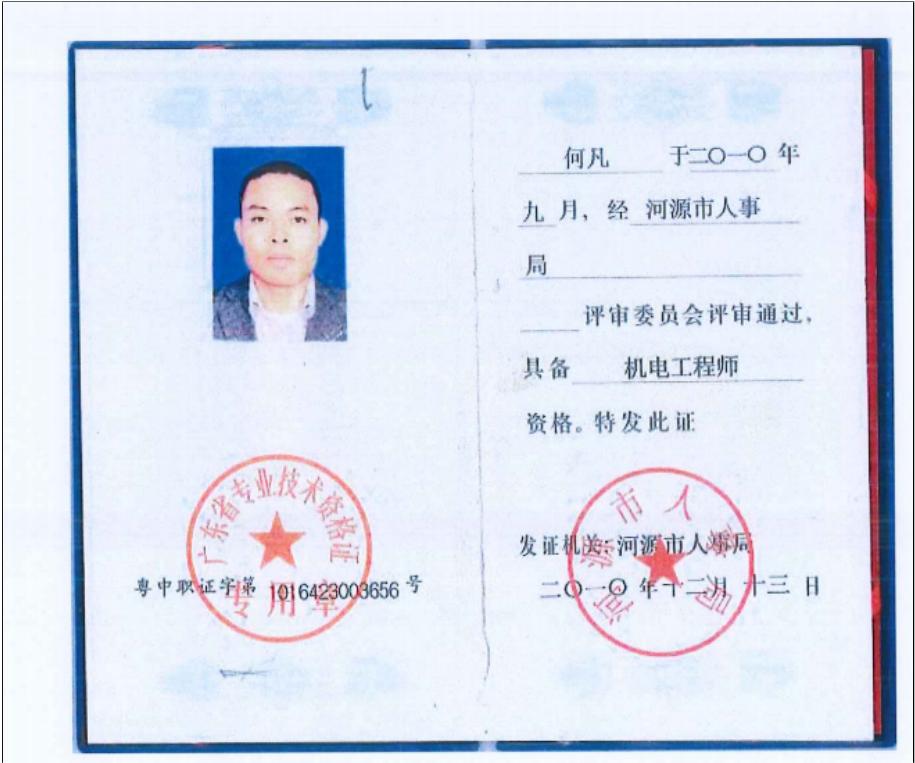 广东省专业技术资格证
专用章
粤中职证字第 1016423003656 号
何凡 于二〇一〇年
九月，经 河源市人事
局
评审委员会评审通过，
具备 机电工程师
资格。特发此证
河源市人事局
发证机关：河源市人事局
二〇一〇年十二月十三日